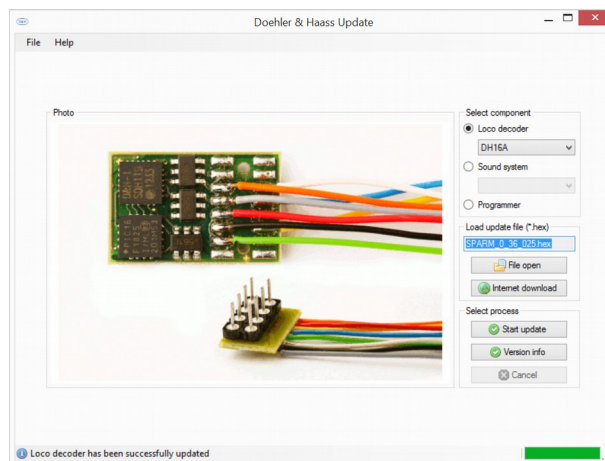 Doehler & Haass Update
File Help
Photo
Select component
Loco decoder
DH16A
Sound system
Programmer
Load update file (*.hex)
SPARM_0_36_025.hex
File open
Internet download
Select process
Start update
Version info
Cancel
Loco decoder has been successfully updated